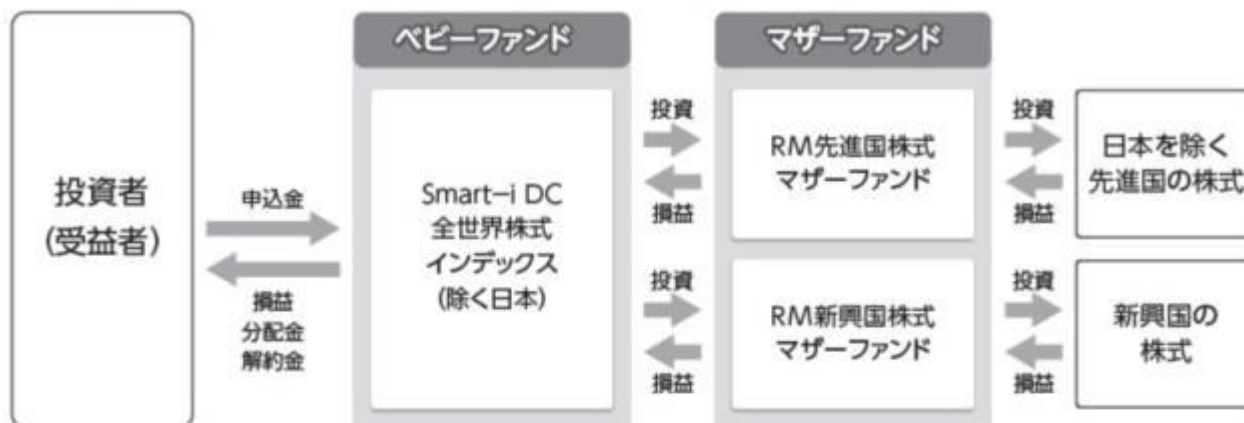 ベビーファンド
マザーファンド
投資者
(受益者)
申込金
損益
分配金
解約金
Smart-i DC
全世界株式
インデックス
(除く日本)
投資
損益
投資
損益
RM先進国株式
マザーファンド
RM新興国株式
マザーファンド
投資
損益
投資
損益
日本を除く
先進国の株式
新興国の
株式